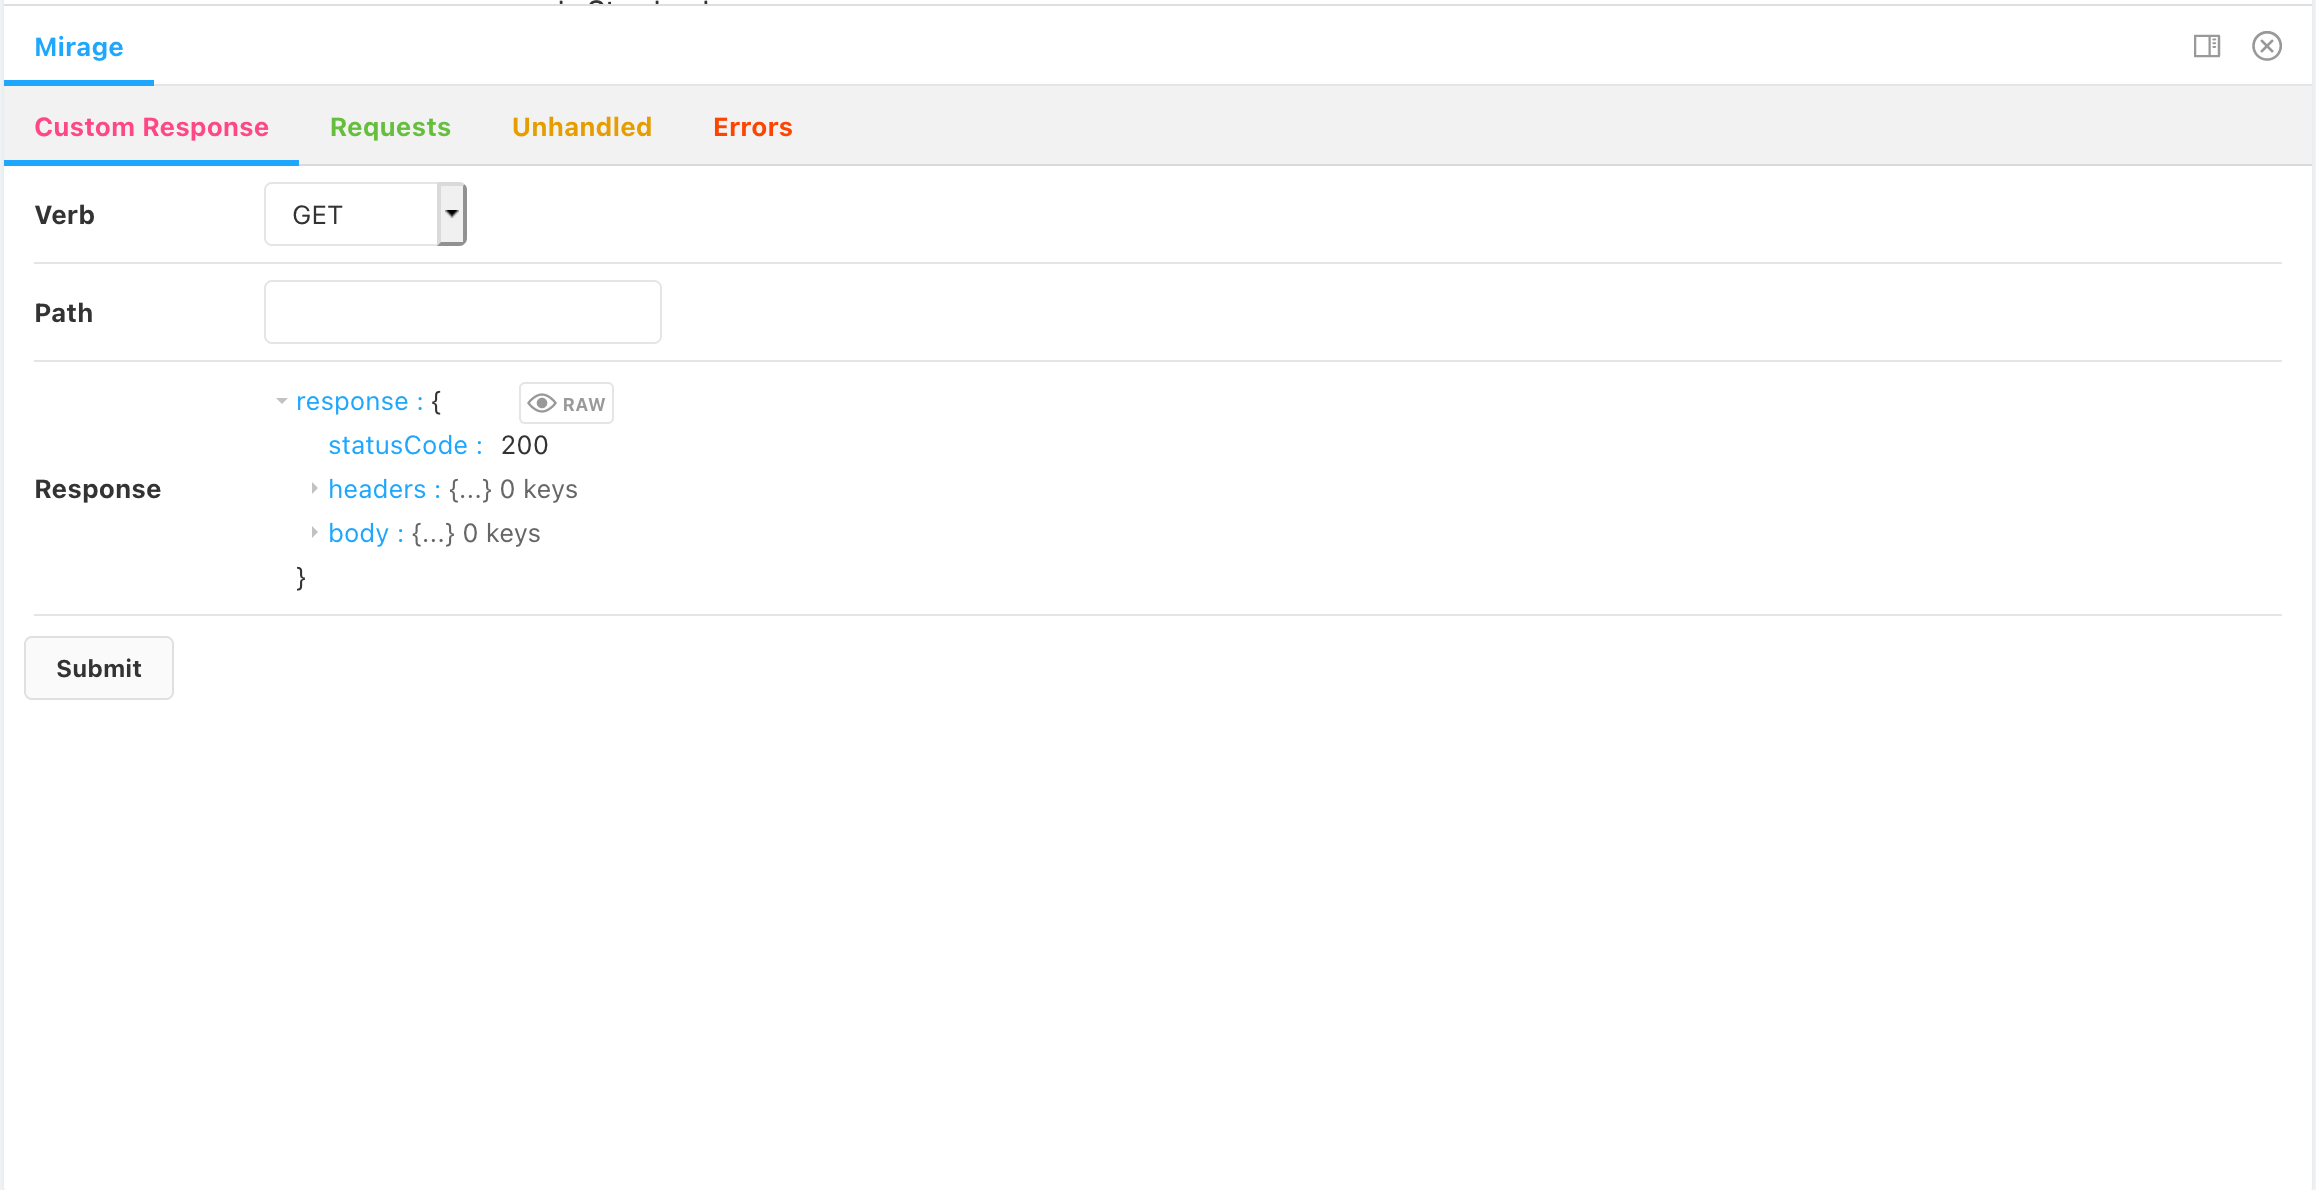 Mirage
Custom Response Requests Unhandled Errors
Verb GET
Path
response : { RAW
statusCode : 200
Response headers : {...} 0 keys
body : {...} 0 keys
}
Submit